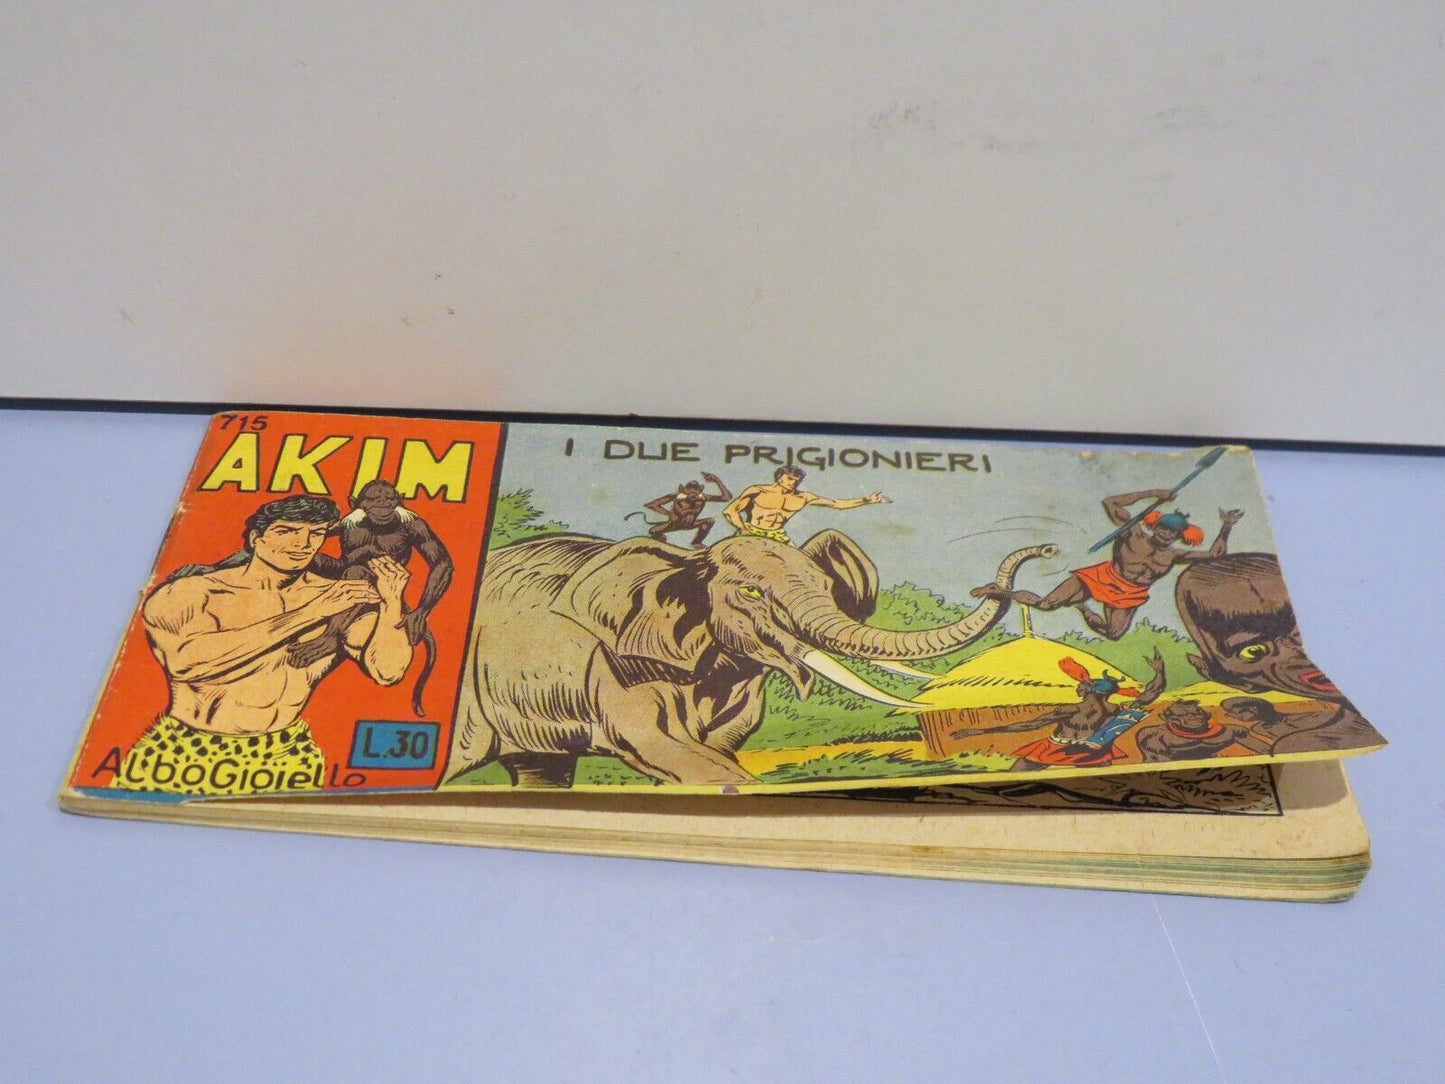 715
AKIM
I DUE PRIGIONIERI
L.30
ALboGioiello